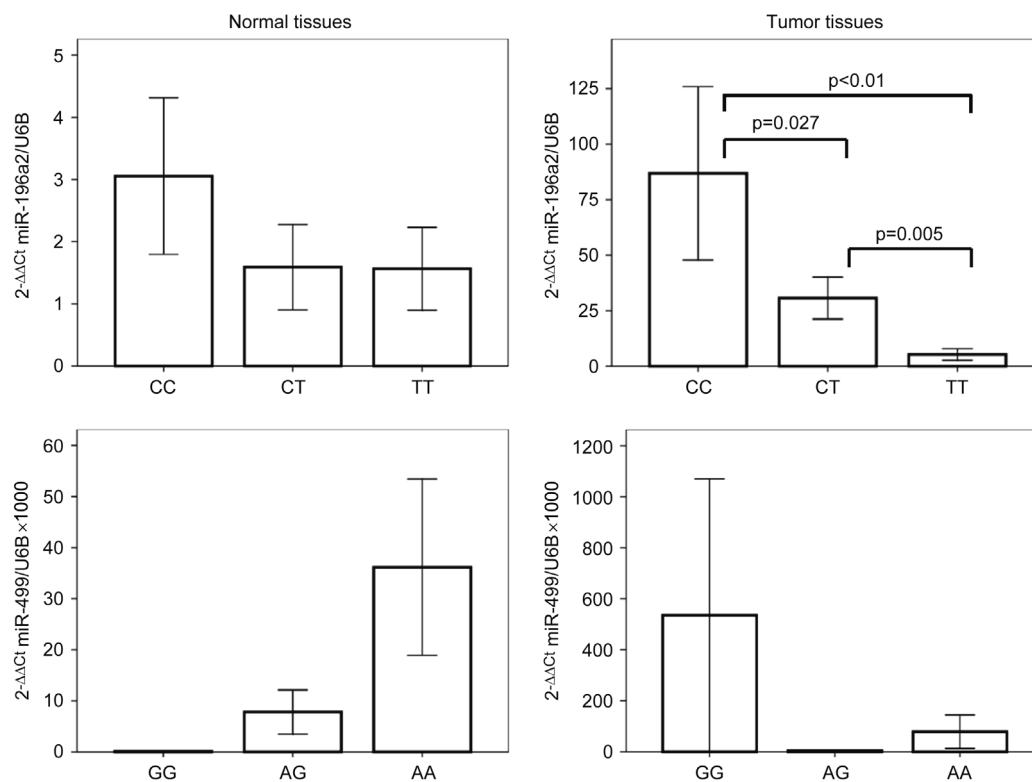 Normal tissues
2-ΔΔCt miR-196a2/U6B
5
4
3
2
1
0
CC CT TT
Tumor tissues
2-ΔΔCt miR-196a2/U6B
125
100
75
50
25
0
p<0.01
p=0.027
p=0.005
CC CT TT
2-ΔΔCt miR-499/U6B×1000
60
50
40
30
20
10
0
GG AG AA
2-ΔΔCt miR-499/U6B×1000
1200
1000
800
600
400
200
0
GG AG AA